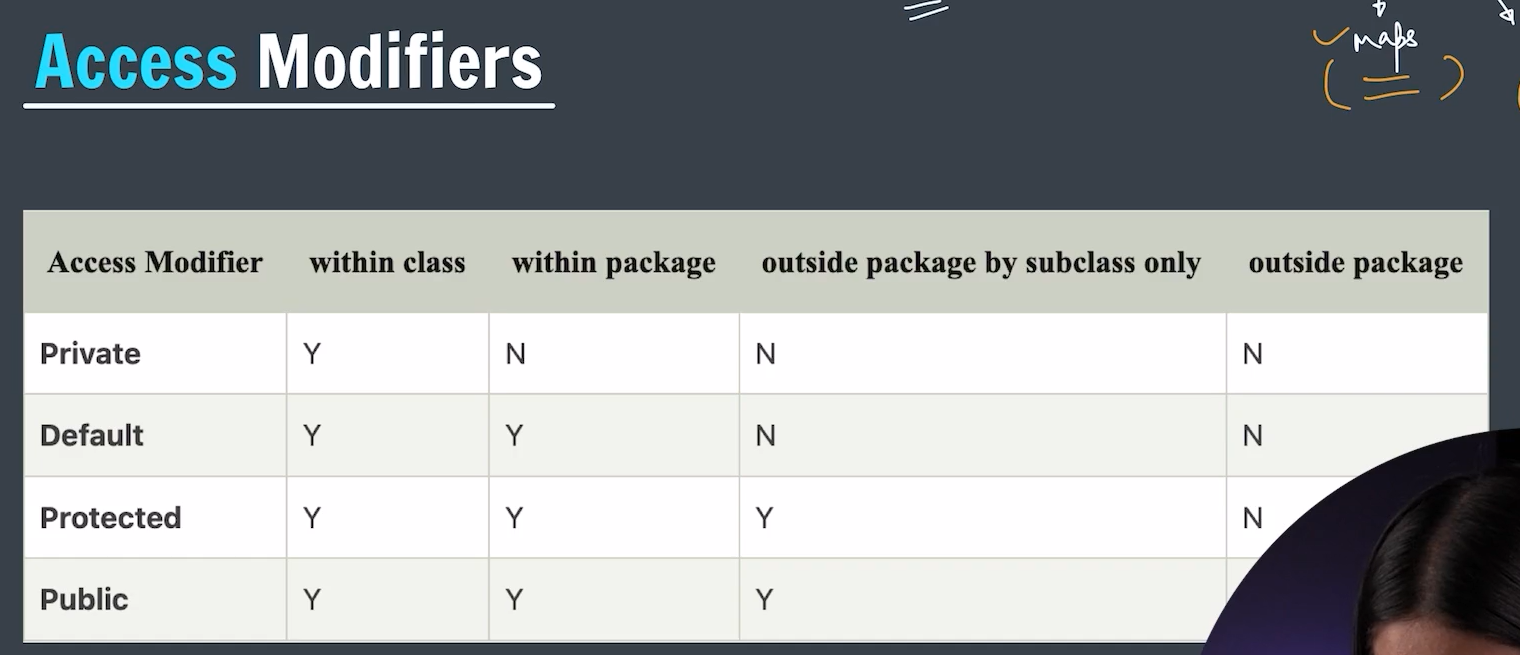 Access Modifiers
maps
Access Modifier within class within package outside package by subclass only outside package
Private Y N N N
Default Y Y N N
Protected Y Y Y N
Public Y Y Y